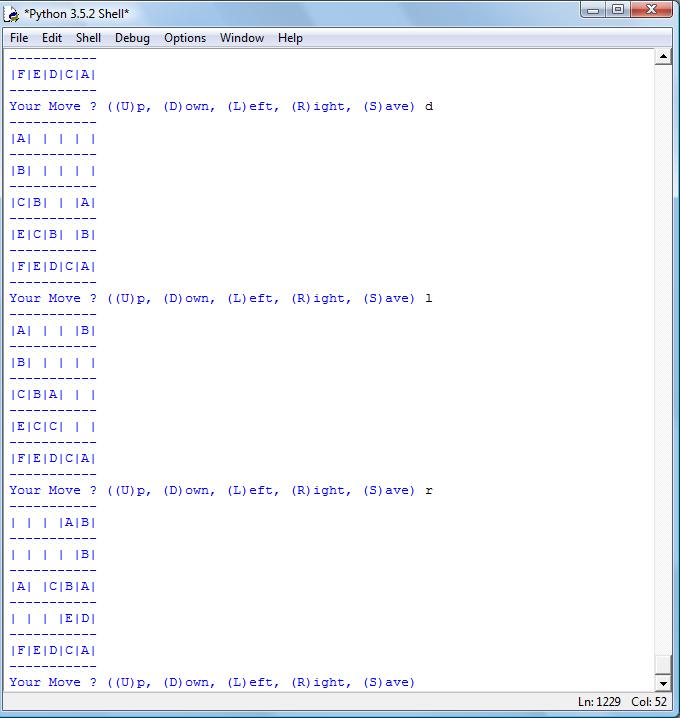 *Python 3.5.2 Shell*
File Edit Shell Debug Options Window Help
-----------
|F|E|D|C|A|
-----------
Your Move ? ((U)p, (D)own, (L)eft, (R)ight, (S)ave) d
-----------
|A| | | | |
-----------
|B| | | | |
-----------
|C|B| | |A|
-----------
|E|C|B| |B|
-----------
|F|E|D|C|A|
-----------
Your Move ? ((U)p, (D)own, (L)eft, (R)ight, (S)ave) l
-----------
|A| | | |B|
-----------
|B| | | | |
-----------
|C|B|A| | |
-----------
|E|C|C| | |
-----------
|F|E|D|C|A|
-----------
Your Move ? ((U)p, (D)own, (L)eft, (R)ight, (S)ave) r
-----------
| | | |A|B|
-----------
| | | | |B|
-----------
|A| |C|B|A|
-----------
| | | |E|D|
-----------
|F|E|D|C|A|
-----------
Your Move ? ((U)p, (D)own, (L)eft, (R)ight, (S)ave)
Ln: 1229 Col: 52